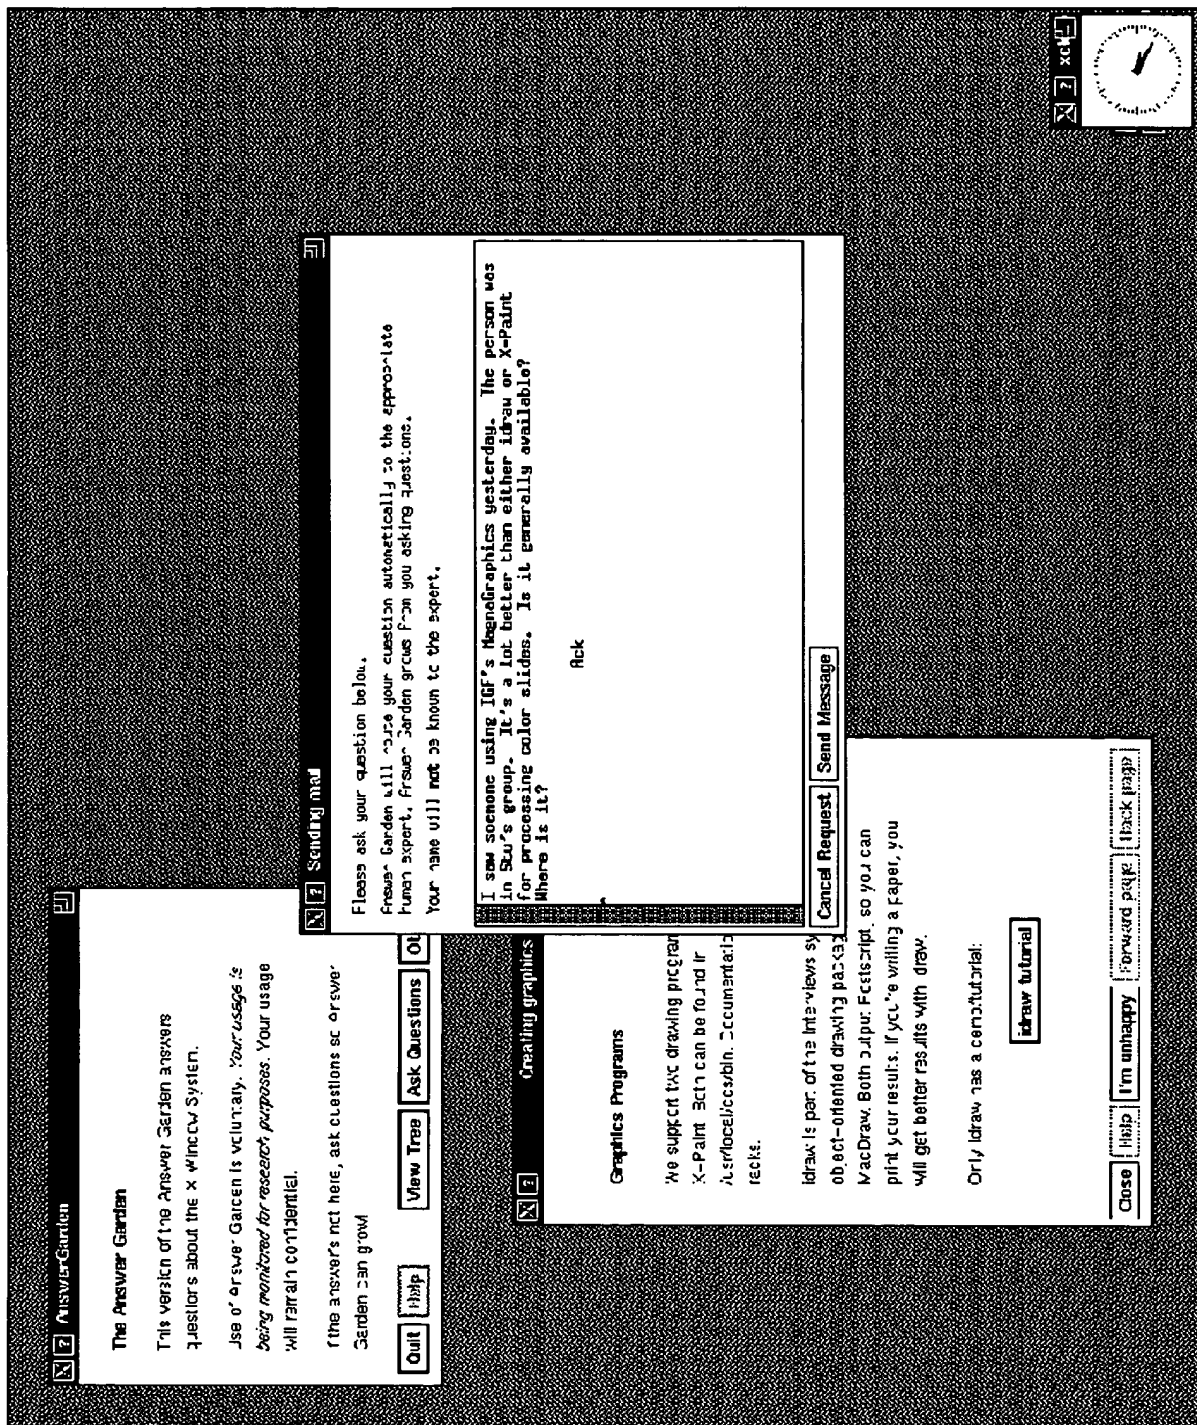 AnswerGarden
The Answer Garden
This version of the Answer Garden answers
questions about the X Window System.
Use of Answer Garden is voluntary. Your usage is
being monitored for research purposes. Your usage
will remain confidential.
If the answer's not here, ask questions so Answer
Garden can grow!
Quit Help View Tree Ask Questions
Sending mail
Please ask your question below.
Answer Garden will route your question automatically to the appropriate
human expert. Answer Garden grows from you asking questions.
Your name will not be known to the expert.
I saw soemone using IGF's MagnaGraphics yesterday. The person was
in Stu's group. It's a lot better than either idraw or X-Paint
for processing color slides. Is it generally available?
Where is it?
Ack
Cancel Request Send Message
Creating graphics
Graphics Programs
We support two drawing program
X-Paint. Both can be found in
Documentatio
racks.
idraw is part of the Interviews sy
object-oriented drawing packag
MacDraw. Both output Postscript, so you can
print your results. If you're writing a paper, you
will get better results with draw.
Only idraw has a tutorial:
idraw tutorial
Close Help I'm unhappy Forward page Back page